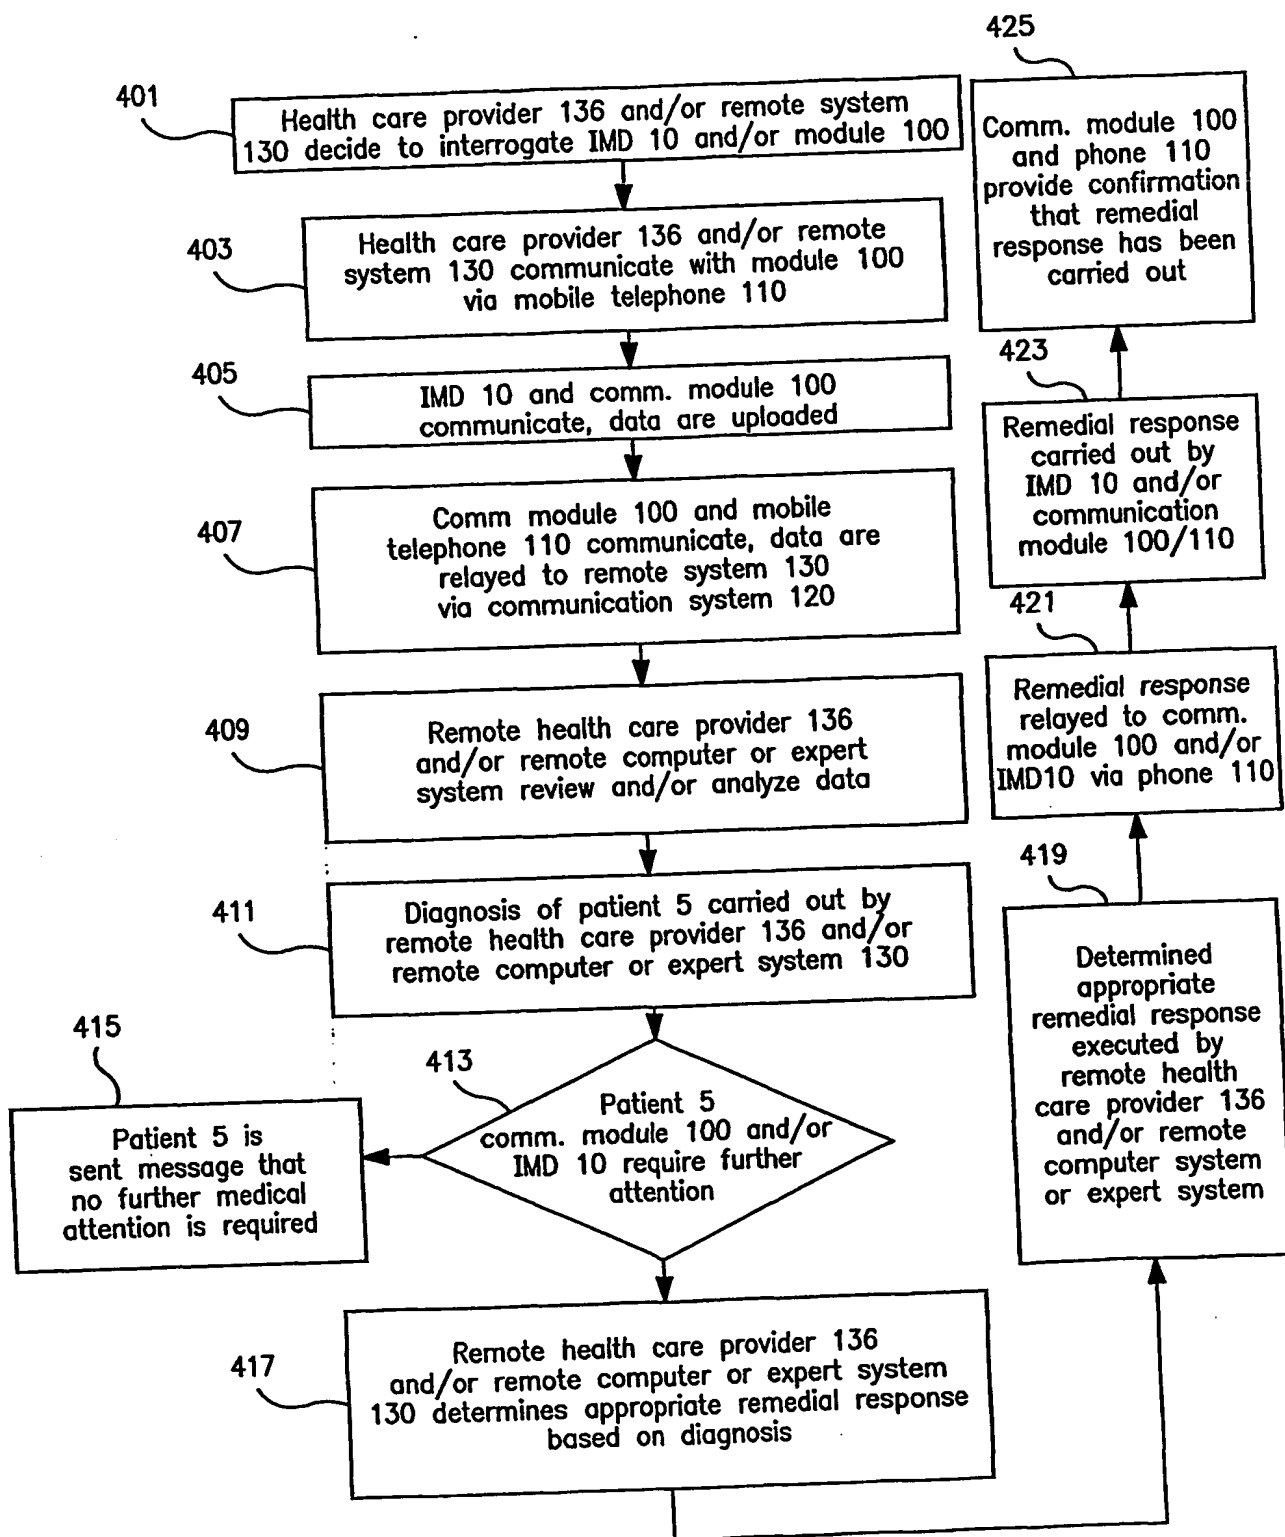 401
Health care provider 136 and/or remote system
130 decide to interrogate IMD 10 and/or module 100
403
Health care provider 136 and/or remote
system 130 communicate with module 100
via mobile telephone 110
405
IMD 10 and comm. module 100
communicate, data are uploaded
407
Comm module 100 and mobile
telephone 110 communicate, data are
relayed to remote system 130
via communication system 120
409
Remote health care provider 136
and/or remote computer or expert
system review and/or analyze data
411
Diagnosis of patient 5 carried out by
remote health care provider 136 and/or
remote computer or expert system 130
413
Patient 5
comm. module 100 and/or
IMD 10 require further
attention
415
Patient 5 is
sent message that
no further medical
attention is required
417
Remote health care provider 136
and/or remote computer or expert system
130 determines appropriate remedial response
based on diagnosis
419
Determined
appropriate
remedial response
executed by
remote health
care provider 136
and/or remote
computer system
or expert system
421
Remedial response
relayed to comm.
module 100 and/or
IMD10 via phone 110
423
Remedial response
carried out by
IMD 10 and/or
communication
module 100/110
425
Comm. module 100
and phone 110
provide confirmation
that remedial
response has been
carried out